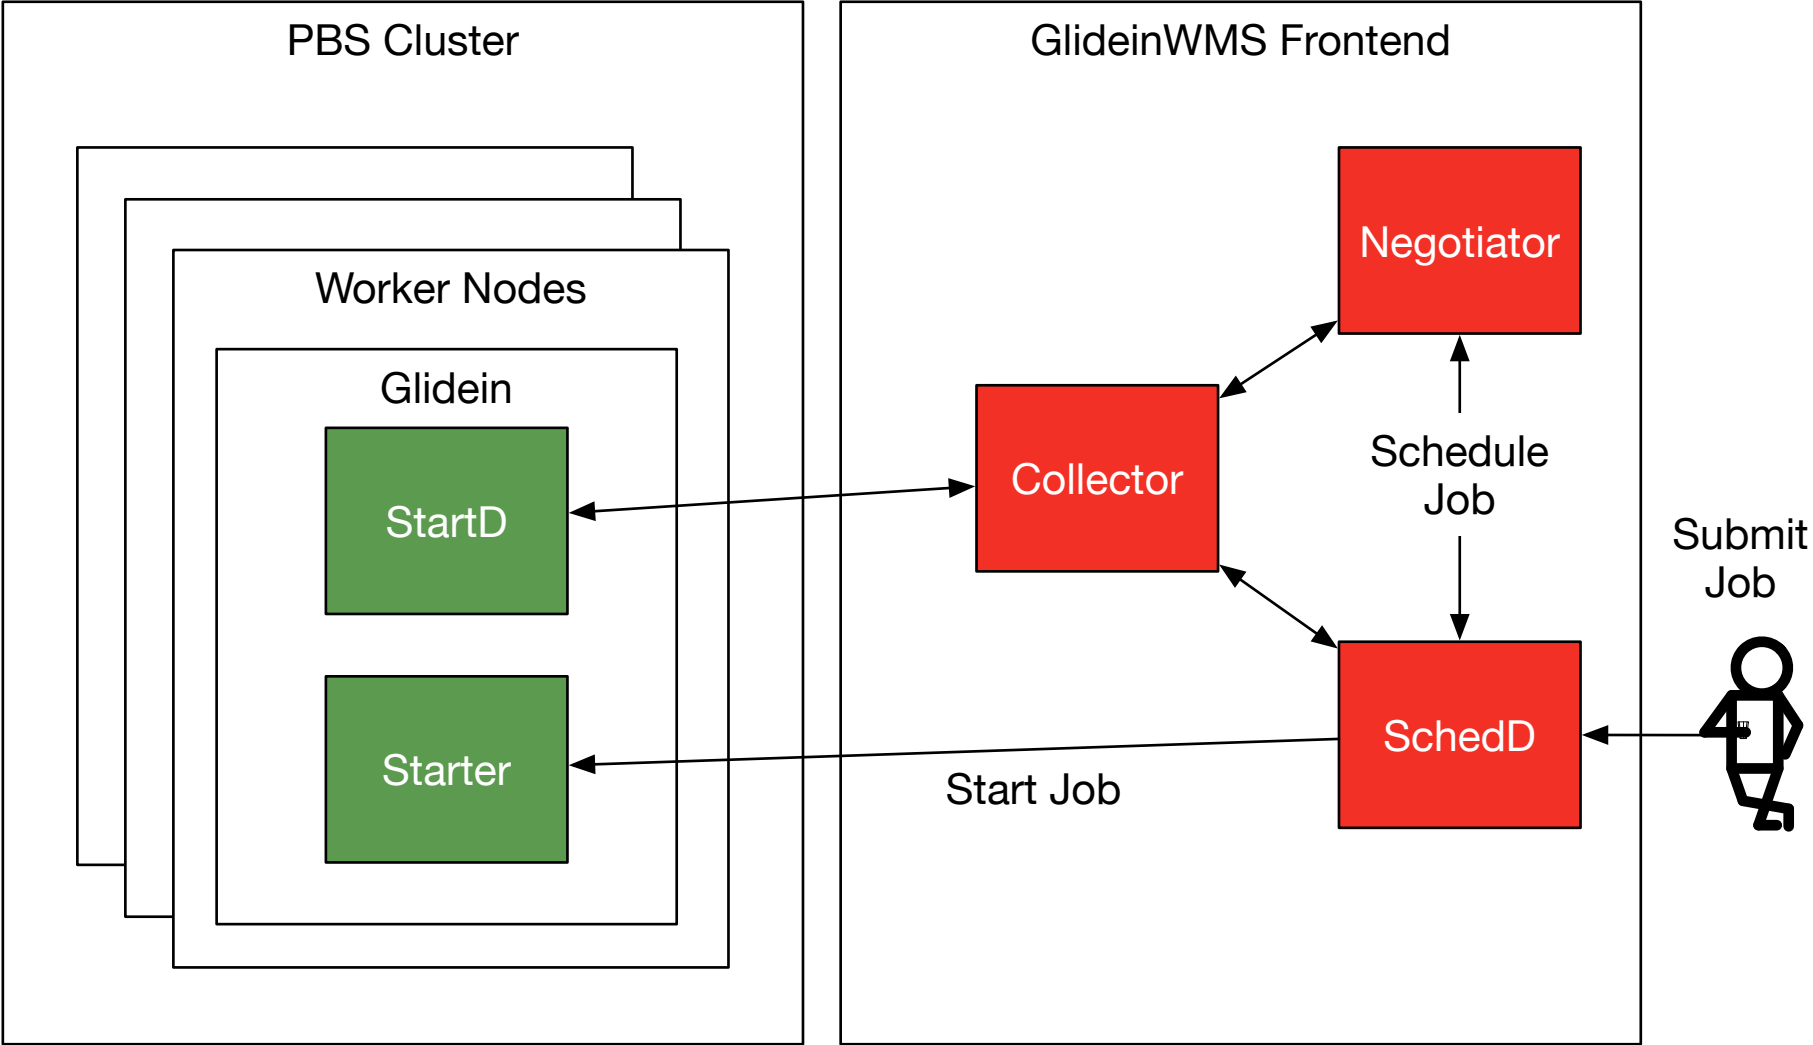 PBS Cluster
Worker Nodes
Glidein
StartD
Starter
GlideinWMS Frontend
Negotiator
Collector
Schedule
Job
SchedD
Start Job
Submit
Job